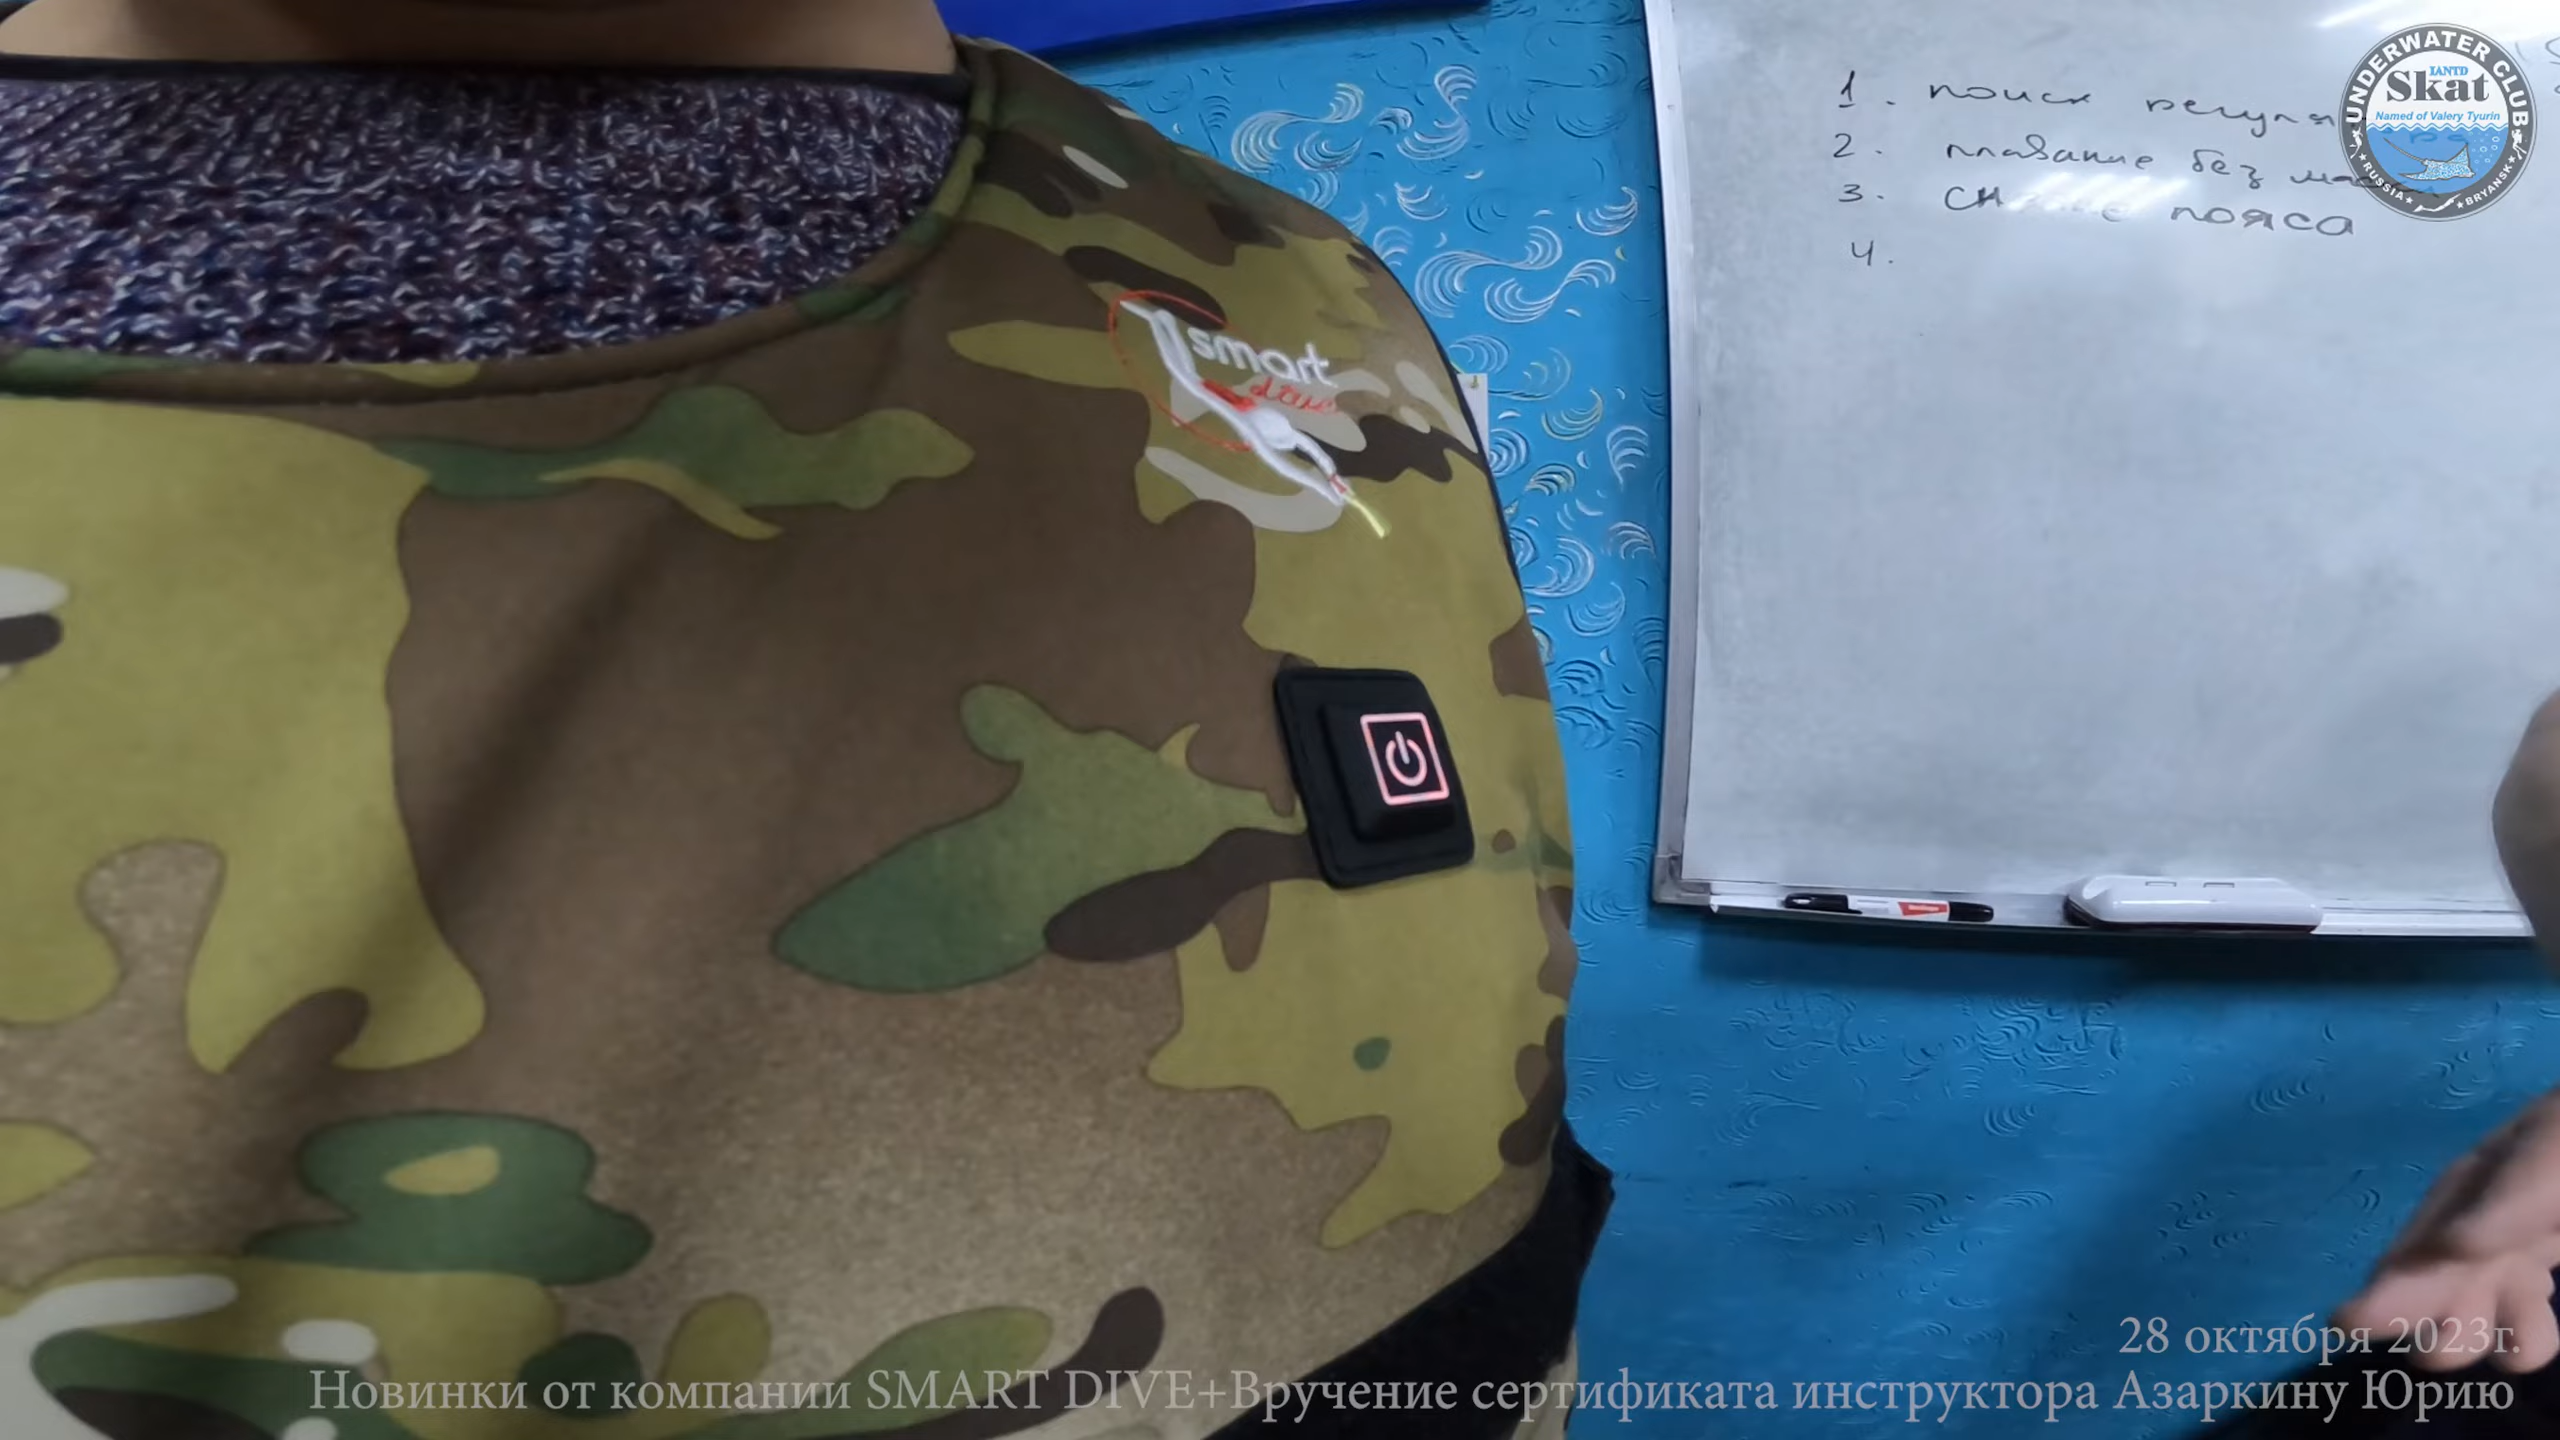 1. поиск
2. плавание без
3. пояса
4.
UNDERWATER CLUB
IANTD
Skat
Named of Valery Tyurin
RUSSIA ★ ★ BRYANSK
smart
dive
28 октября 2023г.
Новинки от компании SMART DIVE+Вручение сертификата инструктора Азаркину Юрию